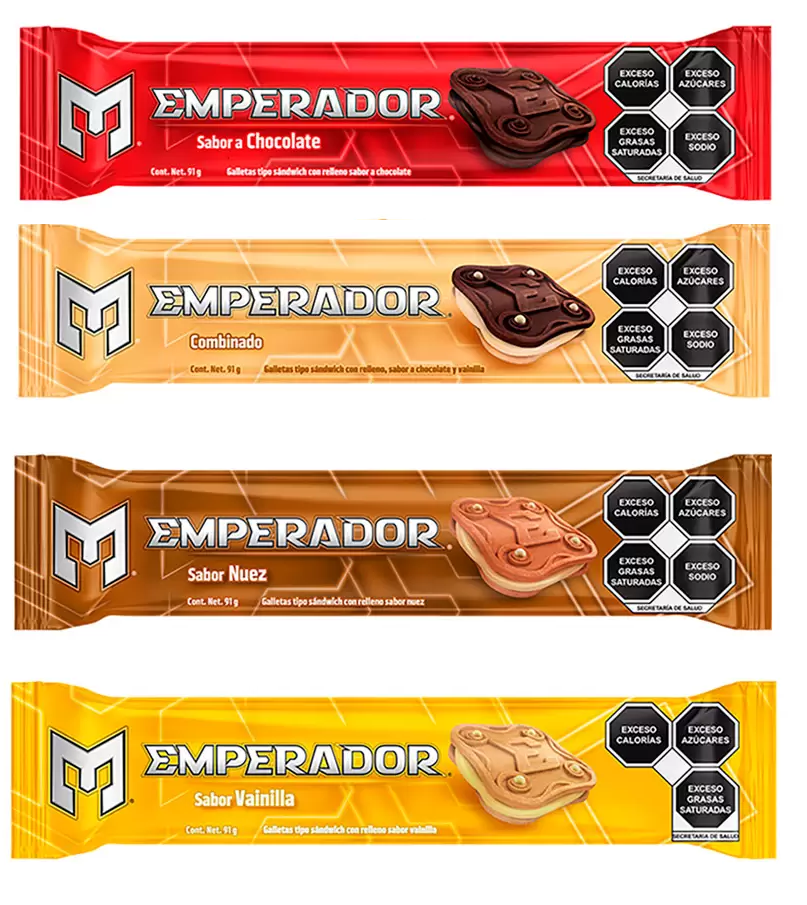 EMPERADOR
Sabor a Chocolate
Cont. Net. 91 g Galletas tipo sándwich con relleno sabor a chocolate
EXCESO CALORÍAS
EXCESO AZÚCARES
EXCESO GRASAS SATURADAS
EXCESO SODIO
SECRETARÍA DE SALUD
EMPERADOR
Combinado
Cont. Net. 91 g Galletas tipo sándwich con relleno, sabor a chocolate y vainilla
EXCESO CALORÍAS
EXCESO AZÚCARES
EXCESO GRASAS SATURADAS
EXCESO SODIO
SECRETARÍA DE SALUD
EMPERADOR
Sabor Nuez
Cont. Net. 91 g Galletas tipo sándwich con relleno sabor nuez
EXCESO CALORÍAS
EXCESO AZÚCARES
EXCESO GRASAS SATURADAS
EXCESO SODIO
SECRETARÍA DE SALUD
EMPERADOR
Sabor Vainilla
Cont. Net. 91 g Galletas tipo sándwich con relleno sabor vainilla
EXCESO CALORÍAS
EXCESO AZÚCARES
EXCESO GRASAS SATURADAS
SECRETARÍA DE SALUD